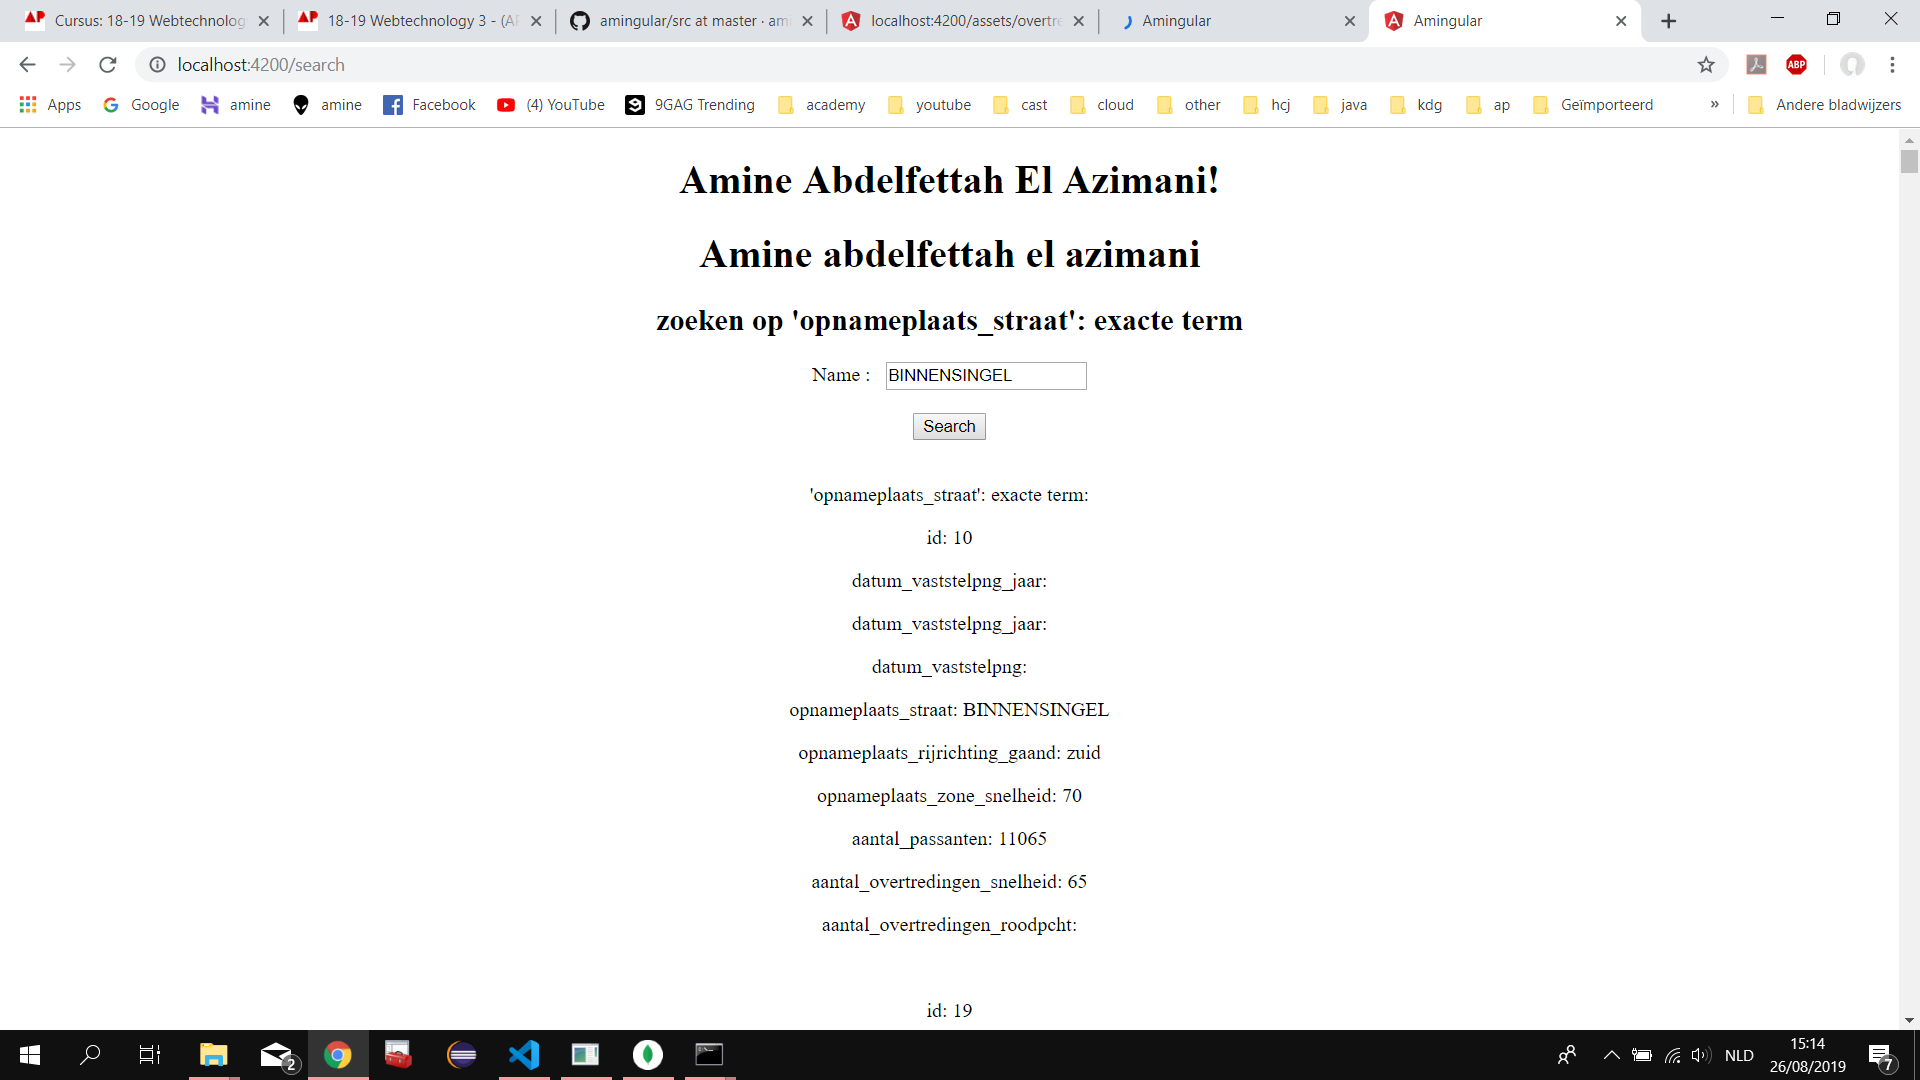 Cursus: 18-19 Webtechnolog
18-19 Webtechnology 3 - (AP
amingular/src at master · ami
localhost:4200/assets/overtre
Amingular
Amingular
localhost:4200/search
ABP
Apps
Google
amine
amine
Facebook
(4) YouTube
9GAG Trending
academy
youtube
cast
cloud
other
hcj
java
kdg
ap
Geïmporteerd
»
Andere bladwijzers
Amine Abdelfettah El Azimani!
Amine abdelfettah el azimani
zoeken op 'opnameplaats_straat': exacte term
Name : BINNENSINGEL
Search
'opnameplaats_straat': exacte term:
id: 10
datum_vaststelpng_jaar:
datum_vaststelpng_jaar:
datum_vaststelpng:
opnameplaats_straat: BINNENSINGEL
opnameplaats_rijrichting_gaand: zuid
opnameplaats_zone_snelheid: 70
aantal_passanten: 11065
aantal_overtredingen_snelheid: 65
aantal_overtredingen_roodpcht:
id: 19
2
NLD
15:14
26/08/2019
7